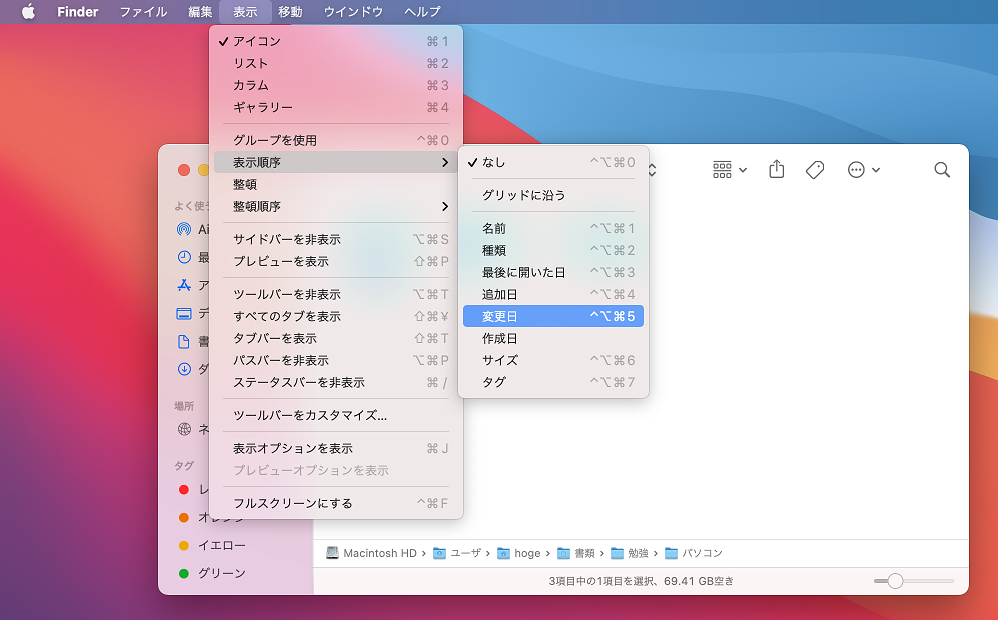 Finder ファイル 編集 表示 移動 ウインドウ ヘルプ
✓ アイコン ⌘1
リスト ⌘2
カラム ⌘3
ギャラリー ⌘4
グループを使用 ^⌘0
表示順序 >
整頓
整頓順序 >
サイドバーを非表示 ⌥⌘S
プレビューを表示 ⇧⌘P
ツールバーを非表示 ⌥⌘T
すべてのタブを表示 ⇧⌘¥
タブバーを表示 ⇧⌘T
パスバーを非表示 ⌥⌘P
ステータスバーを非表示 ⌘/
ツールバーをカスタマイズ...
表示オプションを表示 ⌘J
プレビューオプションを表示
フルスクリーンにする ^⌘F
✓ なし ^⌥⌘0
グリッドに沿う
名前 ^⌥⌘1
種類 ^⌥⌘2
最後に開いた日 ^⌥⌘3
追加日 ^⌥⌘4
変更日 ^⌥⌘5
作成日
サイズ ^⌥⌘6
タグ ^⌥⌘7
よく使う
Ai
最
ア
デ
書
ダ
場所
ネ
タグ
レ
オレンジ
イエロー
グリーン
Macintosh HD › ユーザ › hoge › 書類 › 勉強 › パソコン
3項目中の1項目を選択、69.41 GB空き